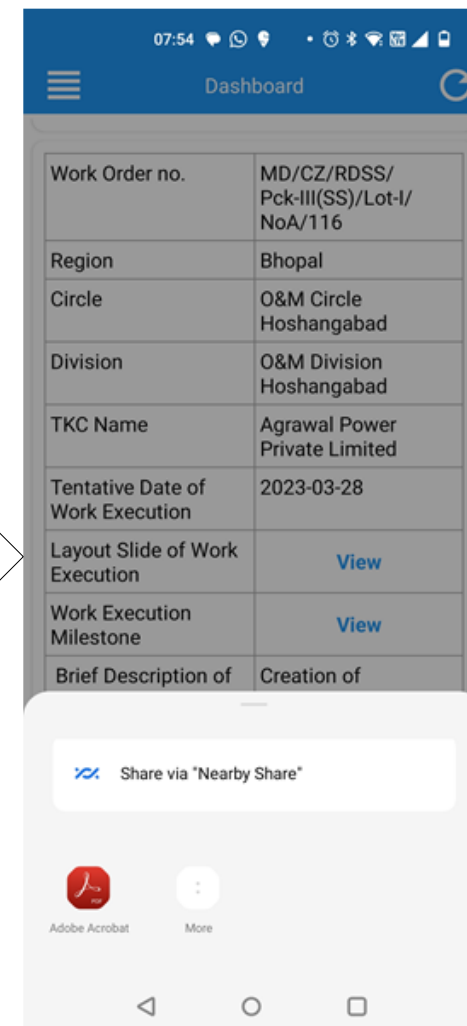 07:54
Dashboard
Work Order no. MD/CZ/RDSS/
Pck-III(SS)/Lot-I/
NoA/116
Region Bhopal
Circle O&M Circle
Hoshangabad
Division O&M Division
Hoshangabad
TKC Name Agrawal Power
Private Limited
Tentative Date of 2023-03-28
Work Execution
Layout Slide of Work
Execution View
Work Execution
Milestone View
Brief Description of Creation of
Share via "Nearby Share"
PDF
Adobe Acrobat More